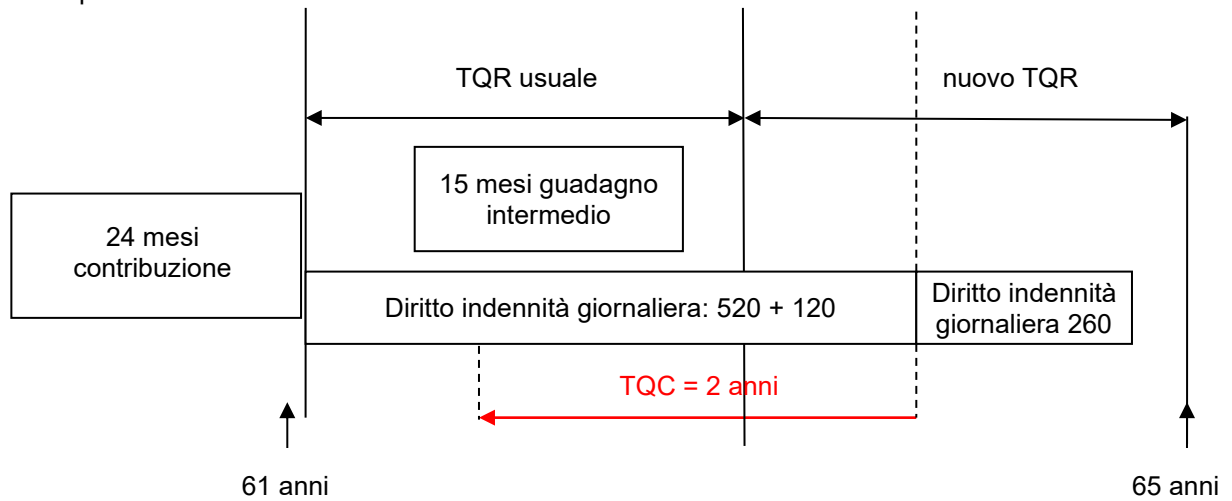 TQR usuale
nuovo TQR
15 mesi guadagno
intermedio
24 mesi
contribuzione
Diritto indennità giornaliera: 520 + 120
Diritto indennità
giornaliera 260
TQC = 2 anni
61 anni
65 anni